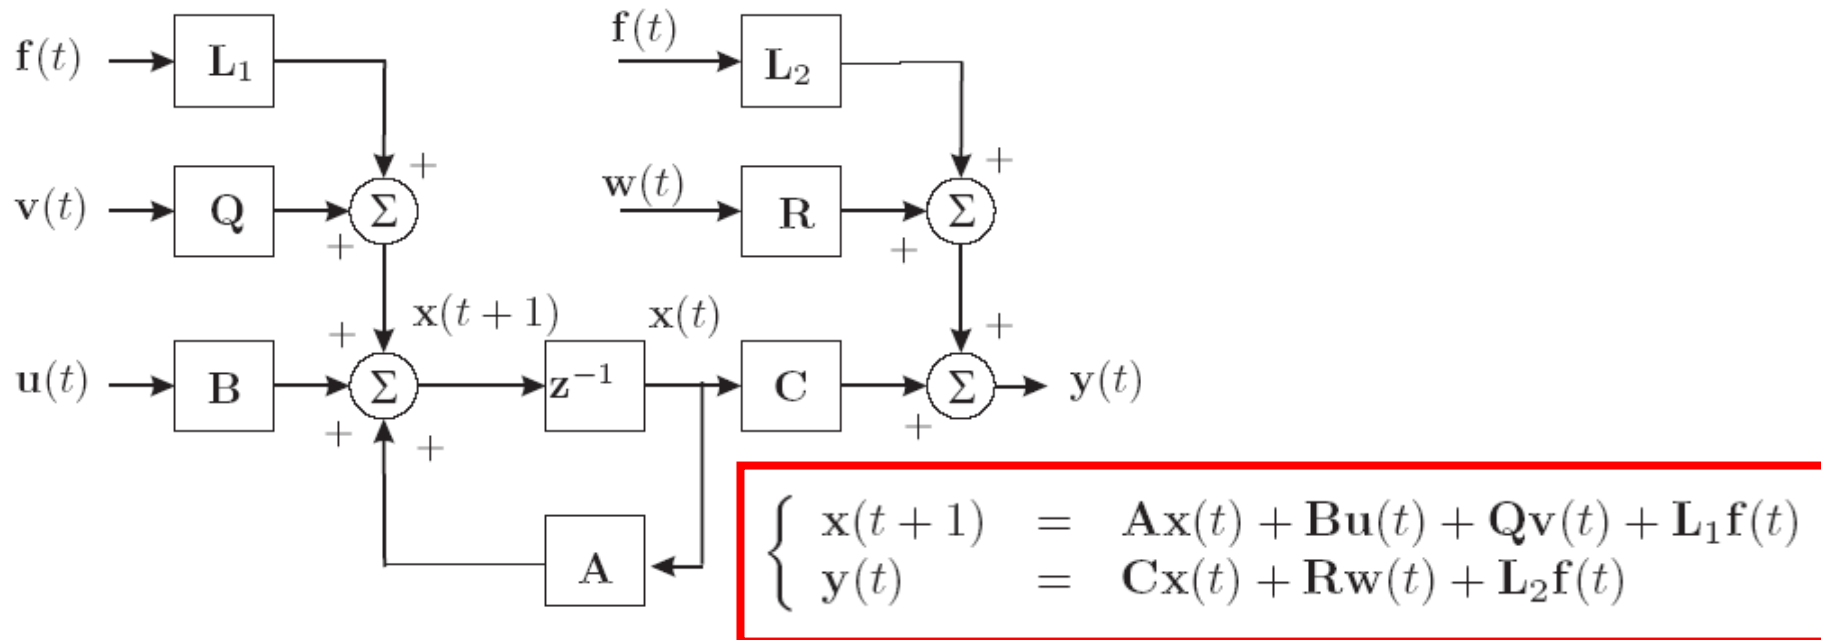 f(t) L₁ f(t) L₂
+ +
v(t) Q Σ w(t) R Σ
+ +
+ x(t + 1) x(t) +
u(t) B Σ z⁻¹ C Σ y(t)
+ + +
A
{ x(t + 1) = Ax(t) + Bu(t) + Qv(t) + L₁f(t)
y(t) = Cx(t) + Rw(t) + L₂f(t)